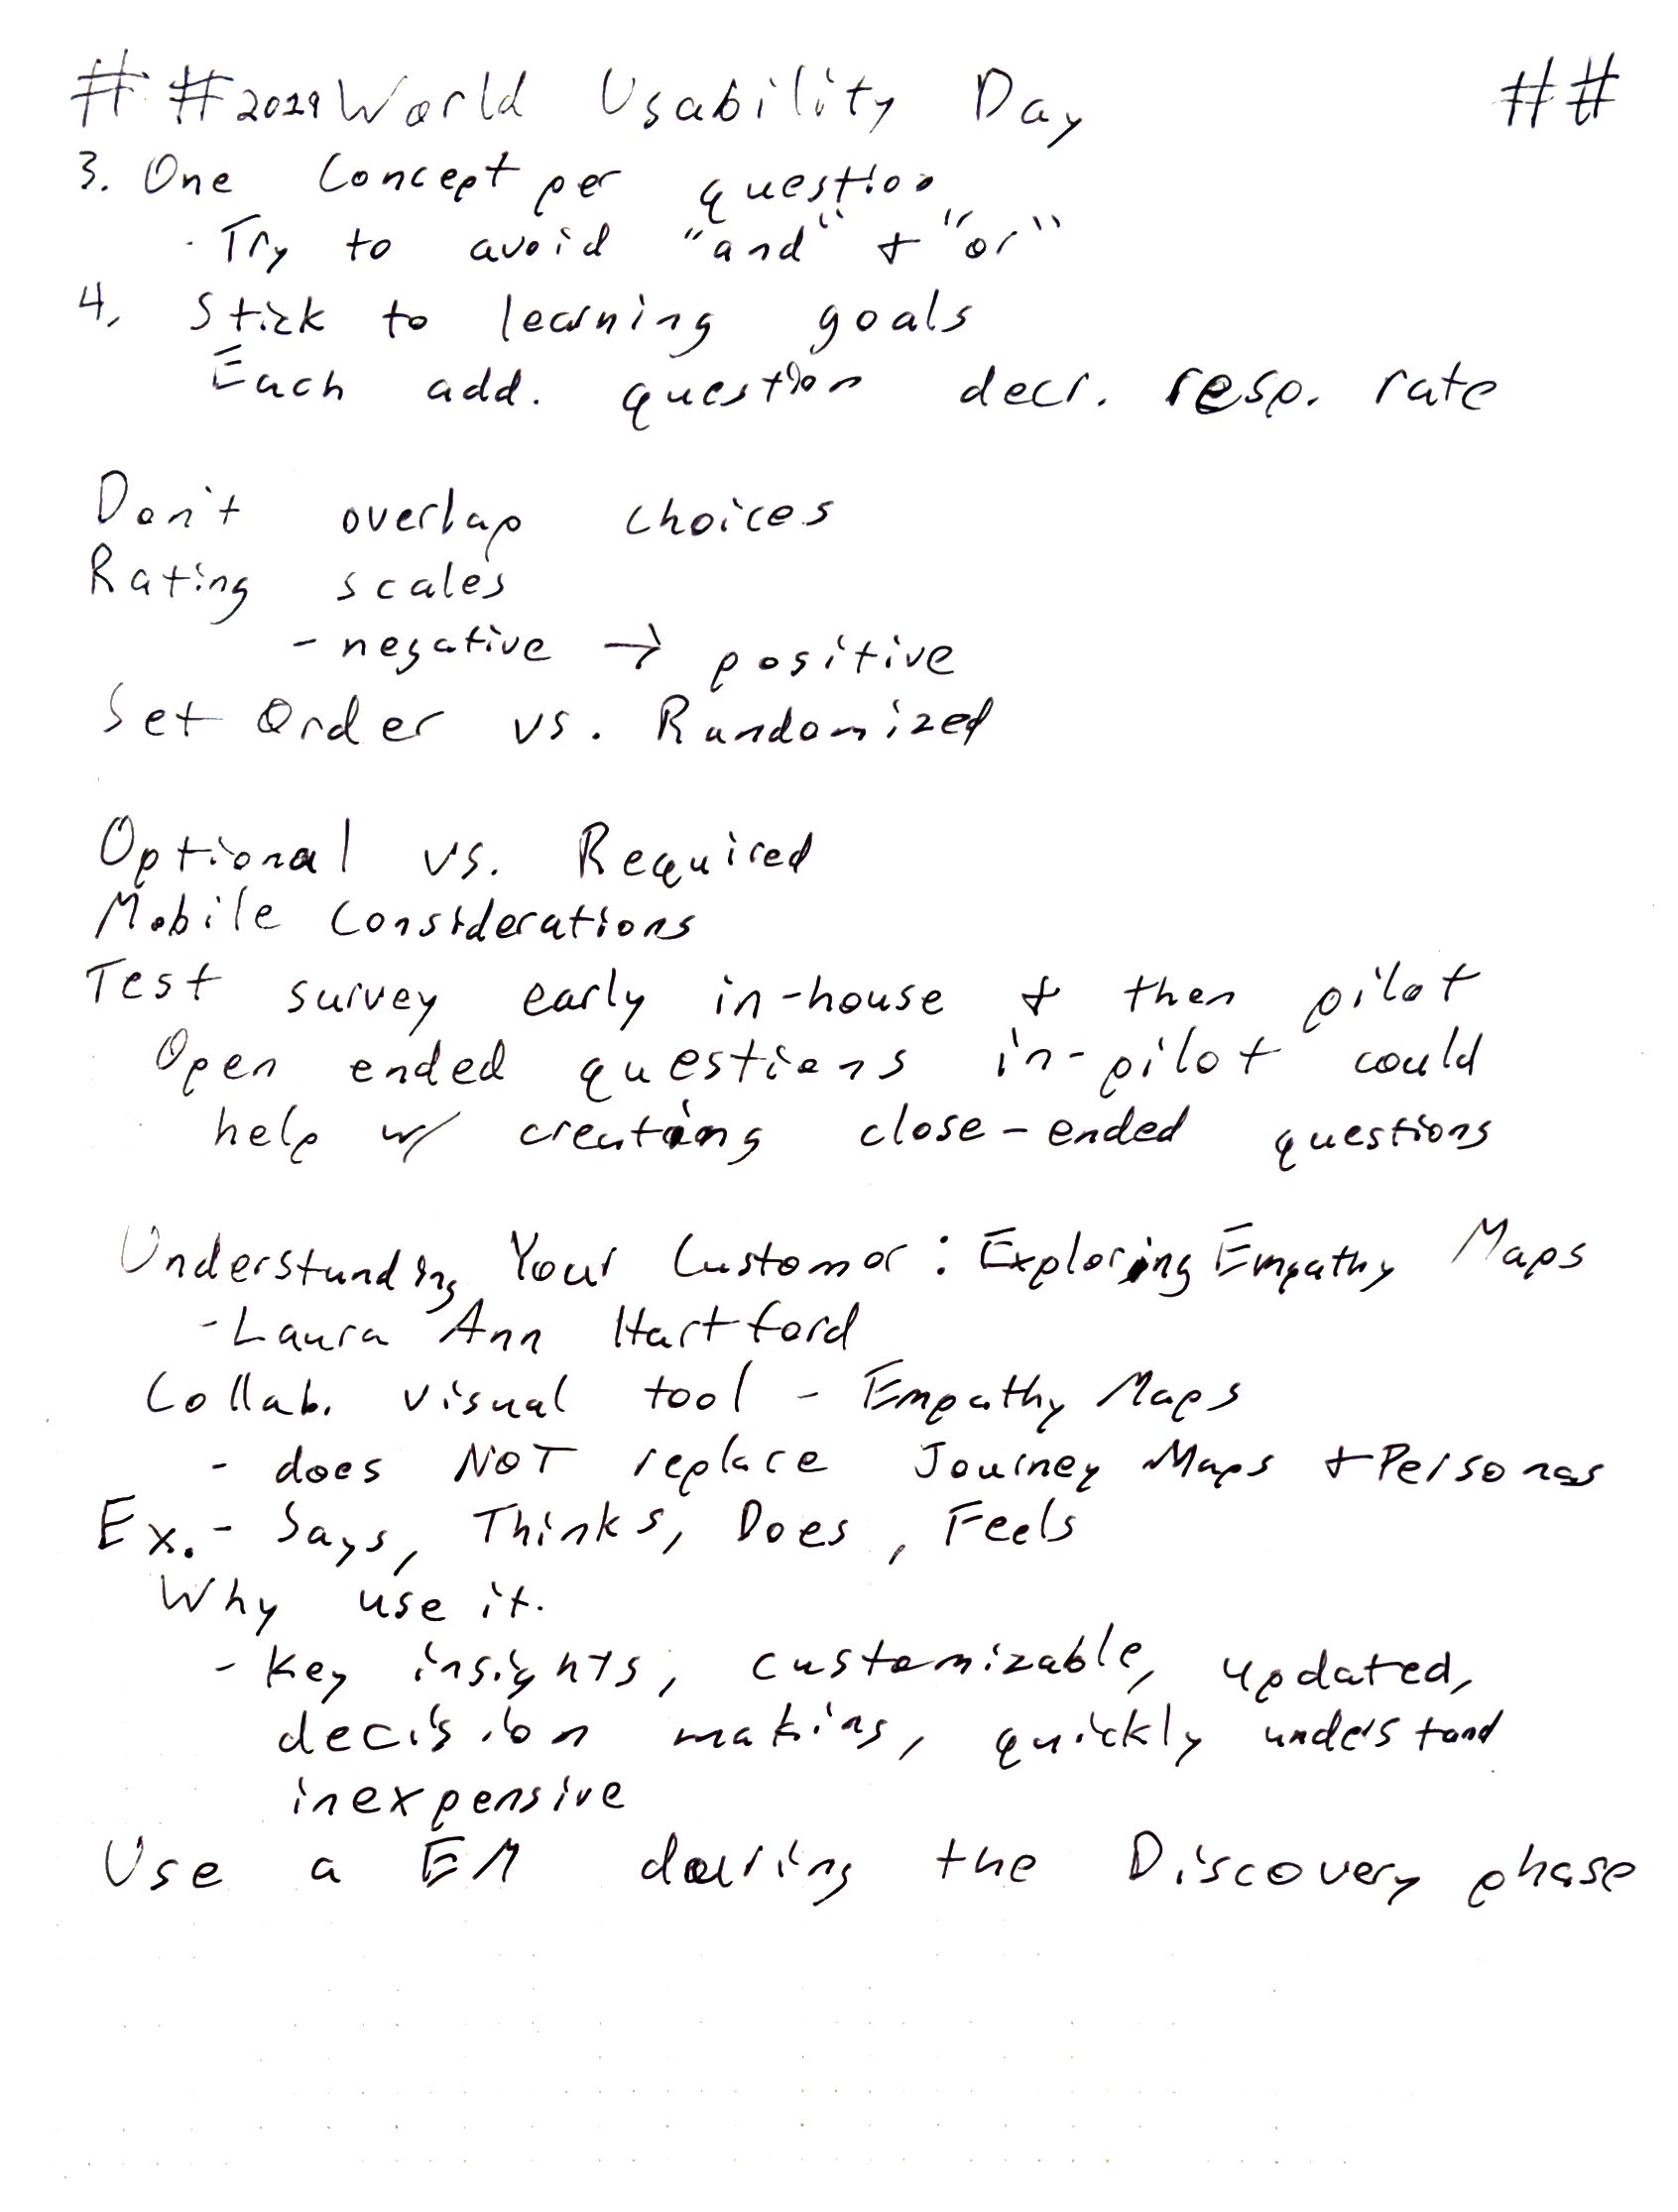 # #2019 World Usability Day ##
3. One Concept per question
· Try to avoid "and" + "or"
4. Stick to learning goals
Each add. question decr. resp. rate
Don't overlap choices
Rating scales
- negative → positive
Set Order vs. Randomized
Optional vs. Required
Mobile Considerations
Test survey early in-house + then pilot
Open ended questions in-pilot could
help w/ creating close-ended questions
Understanding Your Customer: Exploring Empathy Maps
- Laura Ann Hartford
Collab. visual tool - Empathy Maps
- does NOT replace Journey Maps + Personas
Ex. - Says, Thinks, Does, Feels
Why use it.
- Key insights, customizable, updated,
decision making, quickly understand
inexpensive
Use a EM during the Discovery phase